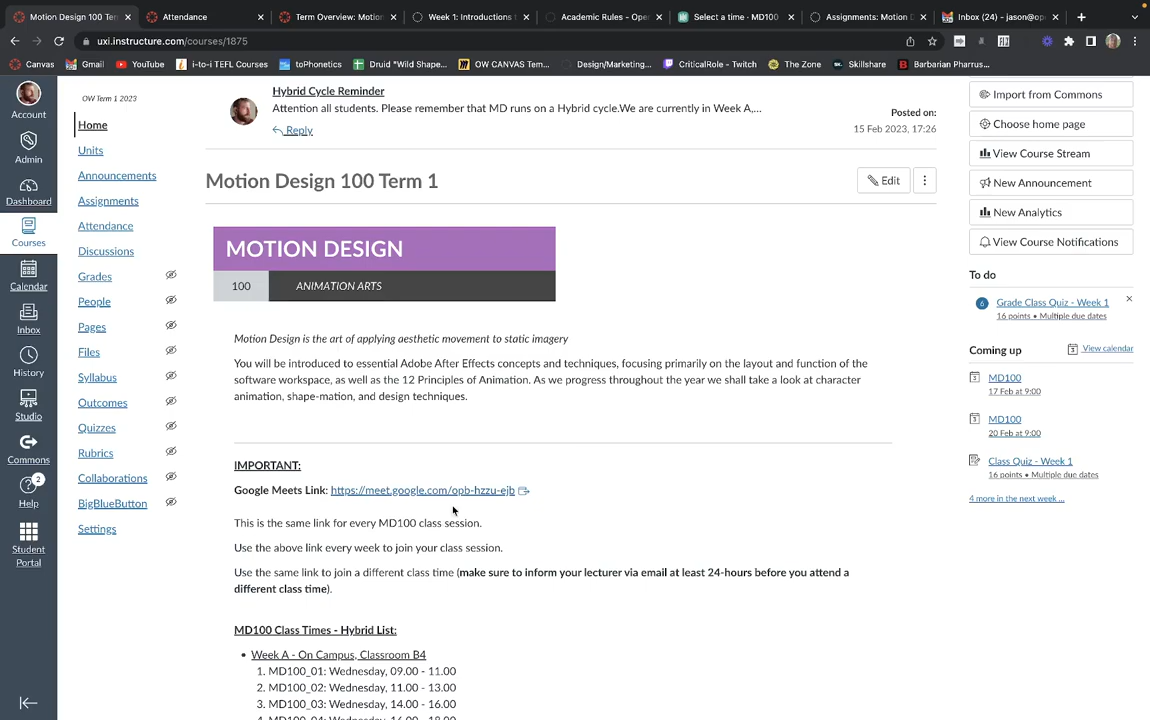 Motion Design 100 Ter
Attendance
Term Overview: Motion
Week 1: Introductions
Academic Rules - Open
Select a time - MD100
Assignments: Motion D
Inbox (24) - jason@op
uxi.instructure.com/courses/1875
Canvas
Gmail
YouTube
i-to-i TEFL Courses
toPhonetics
Druid "Wild Shape...
OW CANVAS Tem...
Design/Marketing...
CriticalRole - Twitch
The Zone
Skillshare
Barbarian Pharrus...
Account
Admin
Dashboard
Courses
Calendar
Inbox
History
Studio
Commons
2
Help
Student
Portal
OW Term 1 2023
Home
Units
Announcements
Assignments
Attendance
Discussions
Grades
People
Pages
Files
Syllabus
Outcomes
Quizzes
Rubrics
Collaborations
BigBlueButton
Settings
Hybrid Cycle Reminder
Attention all students. Please remember that MD runs on a Hybrid cycle.We are currently in Week A,...
Reply
Posted on:
15 Feb 2023, 17:26
Motion Design 100 Term 1
Edit
MOTION DESIGN
100 ANIMATION ARTS
Motion Design is the art of applying aesthetic movement to static imagery
You will be introduced to essential Adobe After Effects concepts and techniques, focusing primarily on the layout and function of the
software workspace, as well as the 12 Principles of Animation. As we progress throughout the year we shall take a look at character
animation, shape-mation, and design techniques.
IMPORTANT:
Google Meets Link: https://meet.google.com/opb-hzzu-ejb
This is the same link for every MD100 class session.
Use the above link every week to join your class session.
Use the same link to join a different class time (make sure to inform your lecturer via email at least 24-hours before you attend a
different class time).
MD100 Class Times - Hybrid List:
• Week A - On Campus, Classroom B4
1. MD100_01: Wednesday, 09.00 - 11.00
2. MD100_02: Wednesday, 11.00 - 13.00
3. MD100_03: Wednesday, 14.00 - 16.00
4. MD100_04: Wednesday, 16.00 - 18.00
Import from Commons
Choose home page
View Course Stream
New Announcement
New Analytics
View Course Notifications
To do
6
Grade Class Quiz - Week 1
16 points • Multiple due dates
Coming up
View calendar
MD100
17 Feb at 9:00
MD100
20 Feb at 9:00
Class Quiz - Week 1
16 points • Multiple due dates
4 more in the next week ...